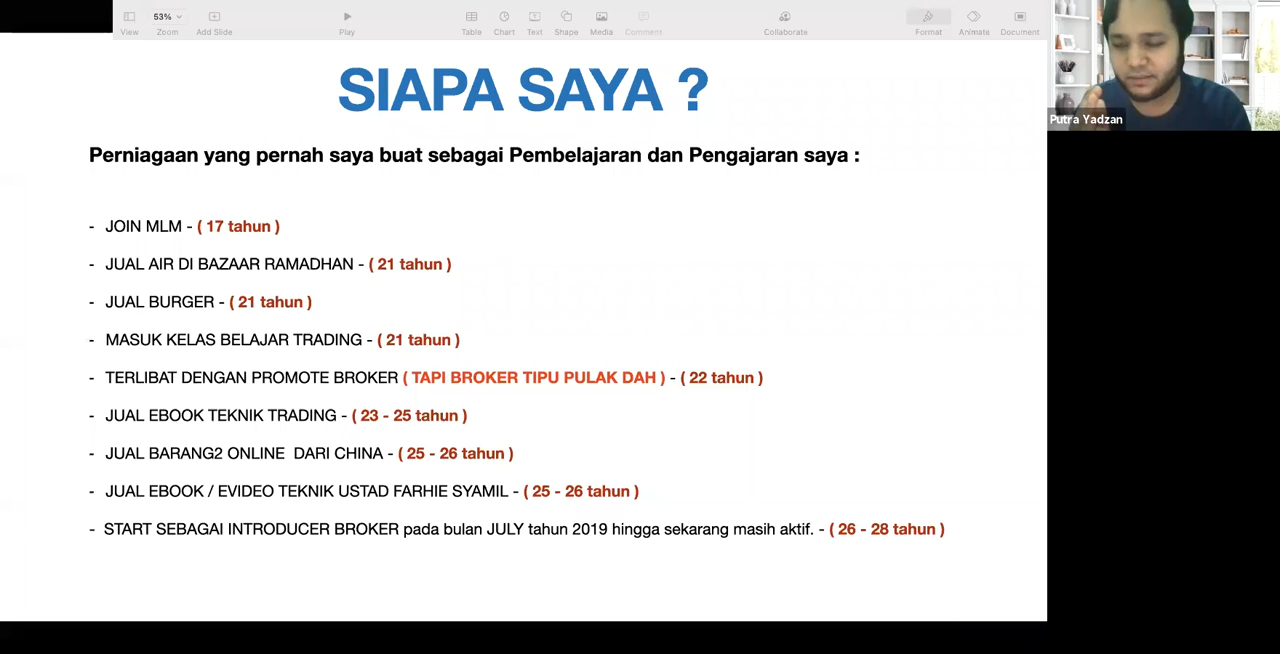 53%
View Zoom Add Slide Play Table Chart Text Shape Media Comment Collaborate Format Animate Document
SIAPA SAYA ?
Putra Yadzan
Perniagaan yang pernah saya buat sebagai Pembelajaran dan Pengajaran saya :
- JOIN MLM - ( 17 tahun )
- JUAL AIR DI BAZAAR RAMADHAN - ( 21 tahun )
- JUAL BURGER - ( 21 tahun )
- MASUK KELAS BELAJAR TRADING - ( 21 tahun )
- TERLIBAT DENGAN PROMOTE BROKER ( TAPI BROKER TIPU PULAK DAH ) - ( 22 tahun )
- JUAL EBOOK TEKNIK TRADING - ( 23 - 25 tahun )
- JUAL BARANG2 ONLINE  DARI CHINA - ( 25 - 26 tahun )
- JUAL EBOOK / EVIDEO TEKNIK USTAD FARHIE SYAMIL - ( 25 - 26 tahun )
- START SEBAGAI INTRODUCER BROKER pada bulan JULY tahun 2019 hingga sekarang masih aktif. - ( 26 - 28 tahun )